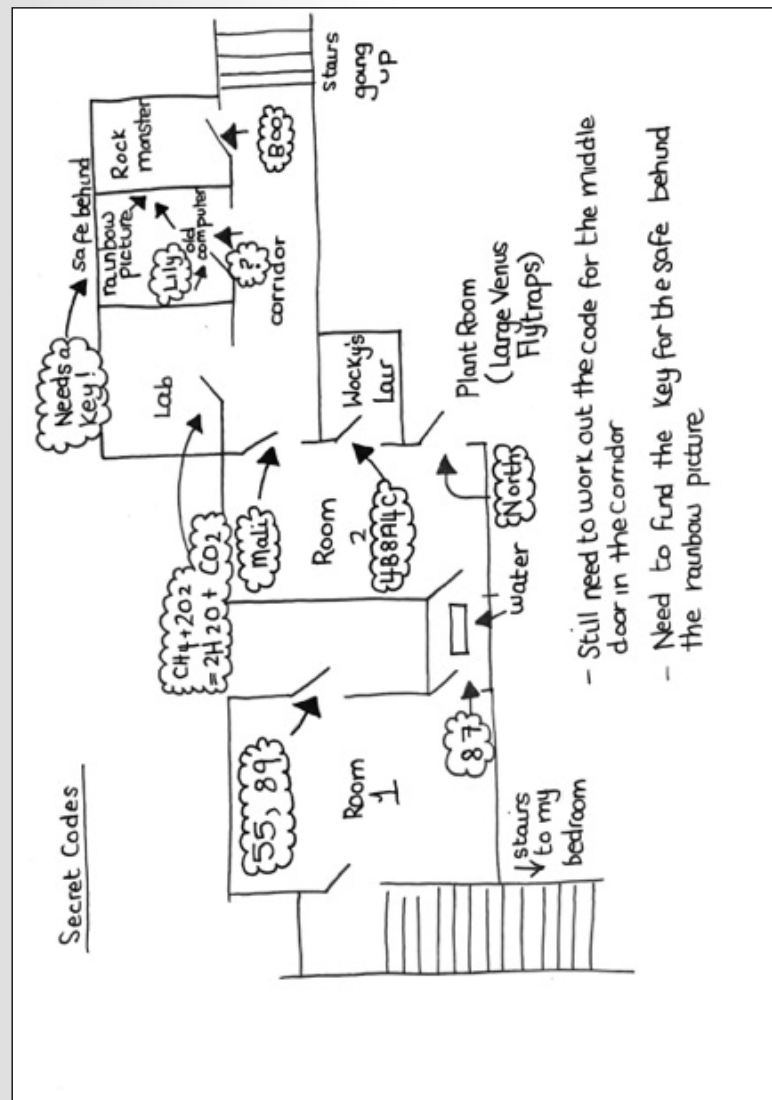 Secret Codes
Needs a
Key!
safe behind
rainbow
picture
Rock
monster
Lily
old
computer
?
Boo
stairs
going
up
corridor
Lab
CH4+2O2
=2H2O + CO2
Mali
Wocky's
Lair
Room
2
4B8A4C
Plant Room
(Large Venus
Flytraps)
North
water
55, 89
87
Room
1
stairs
to my
bedroom
- Still need to work out the code for the middle
door in the corridor
- Need to find the key for the safe behind
the rainbow picture